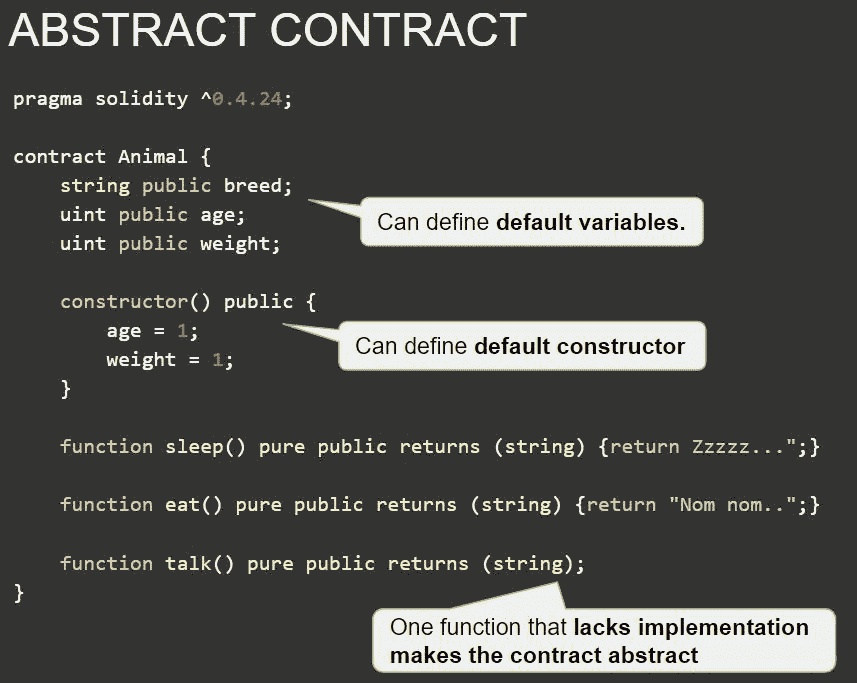 ABSTRACT CONTRACT
pragma solidity ^0.4.24;
contract Animal {
string public breed;
uint public age;
uint public weight;
Can define default variables.
constructor() public {
age = 1;
weight = 1;
}
Can define default constructor
function sleep() pure public returns (string) {return Zzzzz...";}
function eat() pure public returns (string) {return "Nom nom..";}
function talk() pure public returns (string);
}
One function that lacks implementation
makes the contract abstract